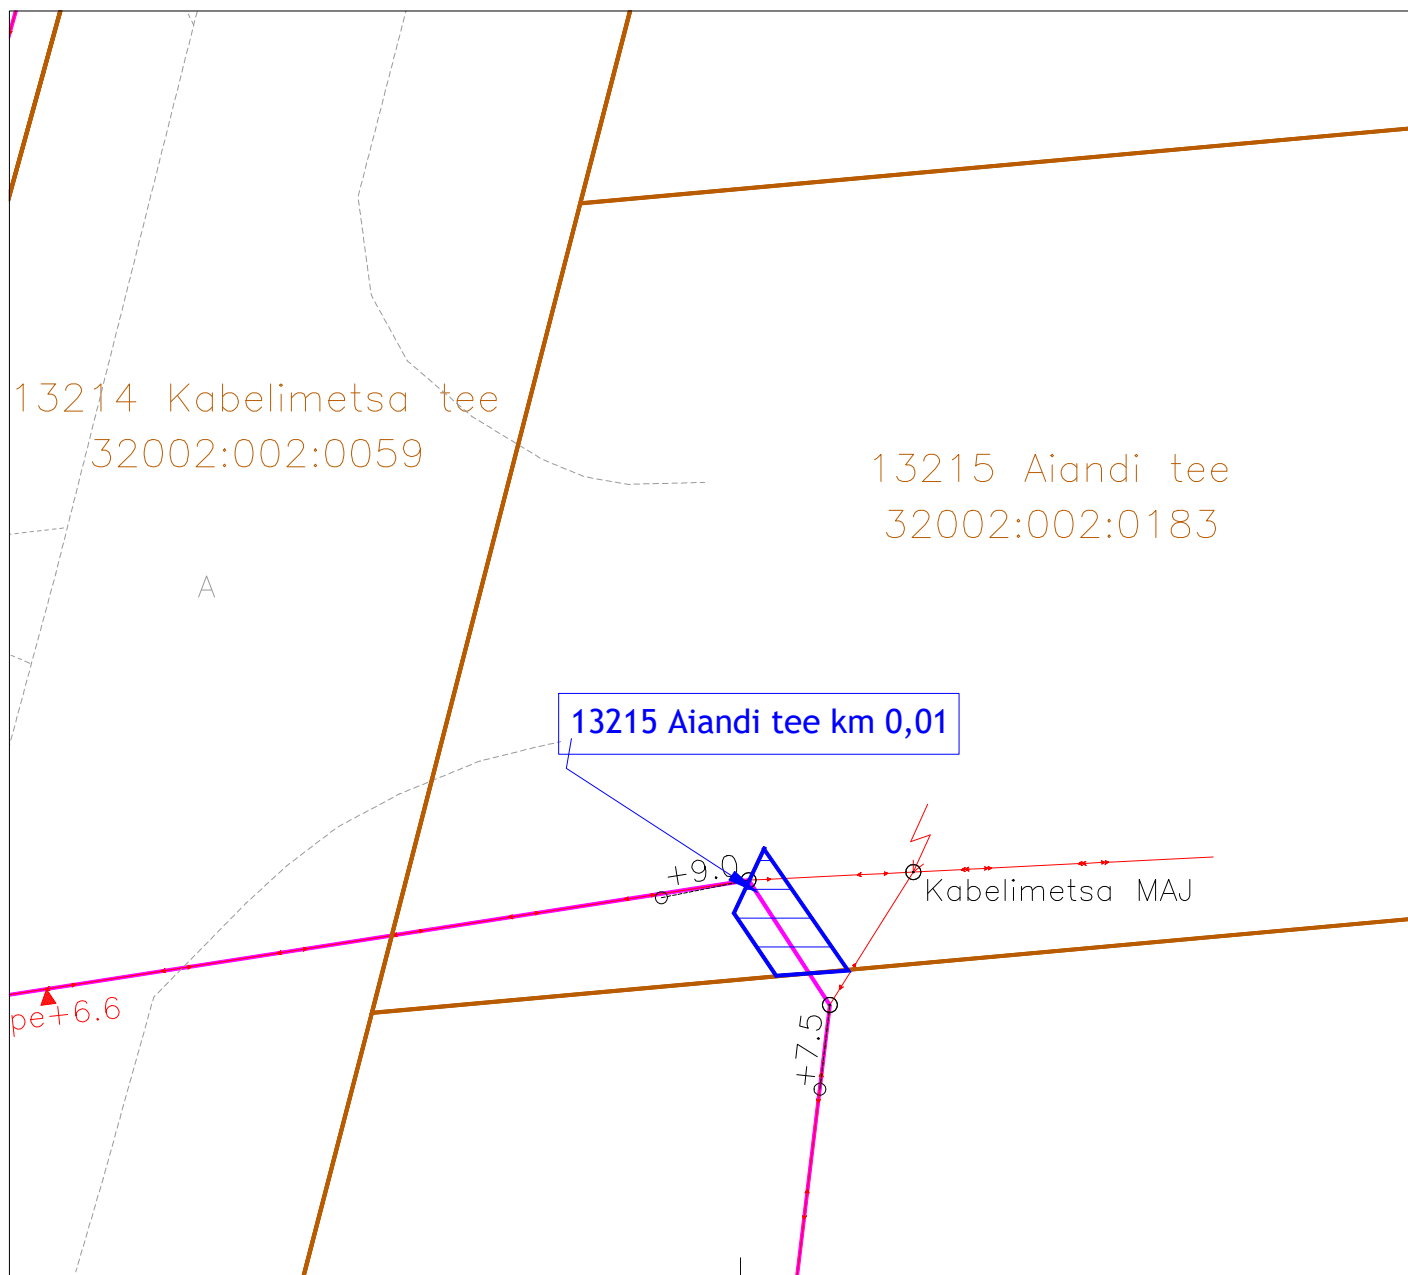 13214 Kabelimetsa tee
32002:002:0059
13215 Aiandi tee
32002:002:0183
A
13215 Aiandi tee km 0,01
+9.0
Kabelimetsa MAJ
pe+6.6
+7.5